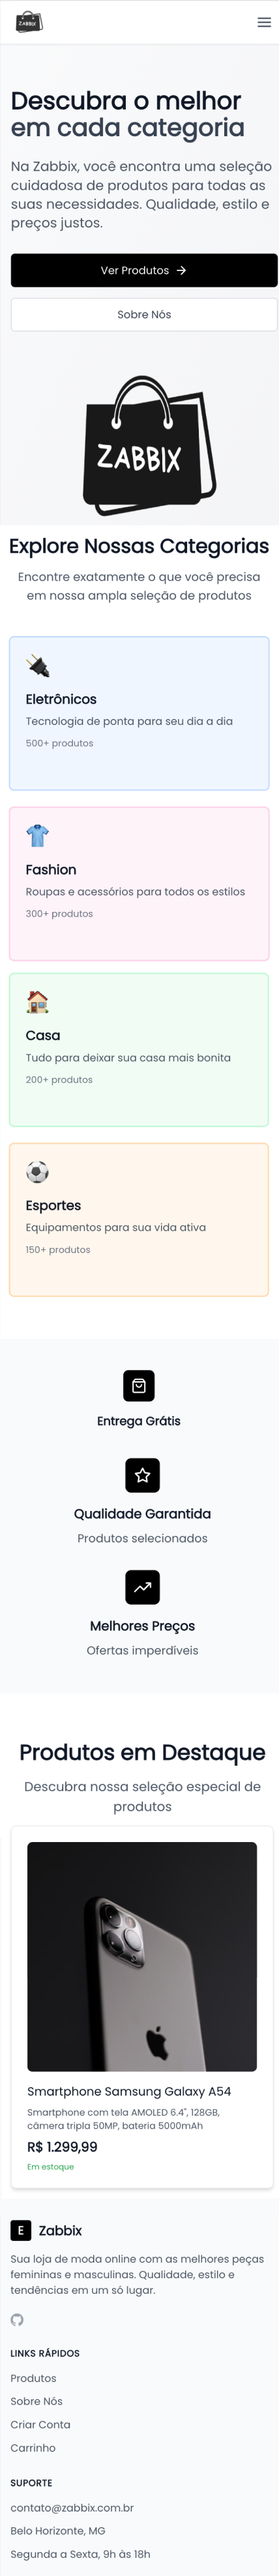 ZABBIX
Descubra o melhor
em cada categoria
Na Zabbix, você encontra uma seleção
cuidadosa de produtos para todas as
suas necessidades. Qualidade, estilo e
preços justos.
Ver Produtos →
Sobre Nós
ZABBIX
Explore Nossas Categorias
Encontre exatamente o que você precisa
em nossa ampla seleção de produtos
Eletrônicos
Tecnologia de ponta para seu dia a dia
500+ produtos
Fashion
Roupas e acessórios para todos os estilos
300+ produtos
Casa
Tudo para deixar sua casa mais bonita
200+ produtos
Esportes
Equipamentos para sua vida ativa
150+ produtos
Entrega Grátis
Qualidade Garantida
Produtos selecionados
Melhores Preços
Ofertas imperdíveis
Produtos em Destaque
Descubra nossa seleção especial de
produtos
Smartphone Samsung Galaxy A54
Smartphone com tela AMOLED 6.4", 128GB,
câmera tripla 50MP, bateria 5000mAh
R$ 1.299,99
Em estoque
E Zabbix
Sua loja de moda online com as melhores peças
femininas e masculinas. Qualidade, estilo e
tendências em um só lugar.
LINKS RÁPIDOS
Produtos
Sobre Nós
Criar Conta
Carrinho
SUPORTE
contato@zabbix.com.br
Belo Horizonte, MG
Segunda a Sexta, 9h às 18h